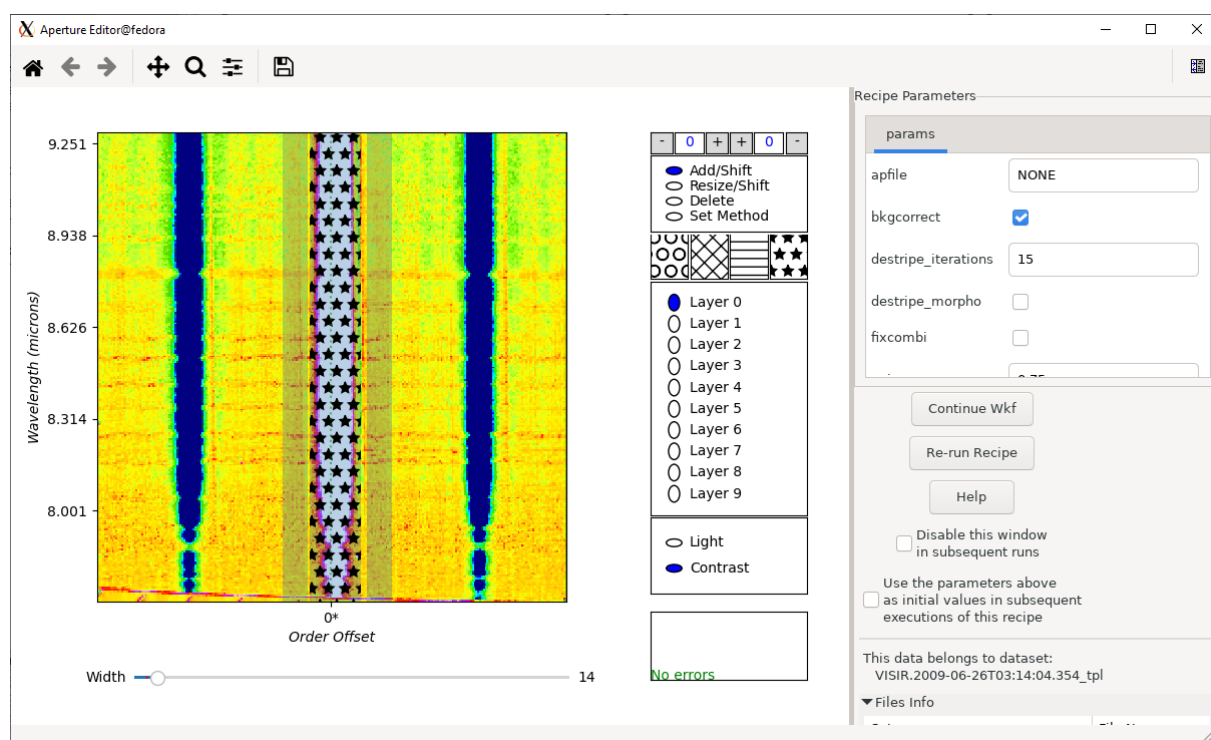 Aperture Editor@fedora
Recipe Parameters
params
apfile NONE
bkgcorrect
destripe_iterations 15
destripe_morpho
fixcombi
9.251
8.938
8.626
8.314
8.001
Wavelength (microns)
0*
Order Offset
Width 14
- 0 + + 0 -
Add/Shift
Resize/Shift
Delete
Set Method
Layer 0
Layer 1
Layer 2
Layer 3
Layer 4
Layer 5
Layer 6
Layer 7
Layer 8
Layer 9
Light
Contrast
No errors
Continue Wkf
Re-run Recipe
Help
Disable this window
in subsequent runs
Use the parameters above
as initial values in subsequent
executions of this recipe
This data belongs to dataset:
VISIR.2009-06-26T03:14:04.354_tpl
Files Info